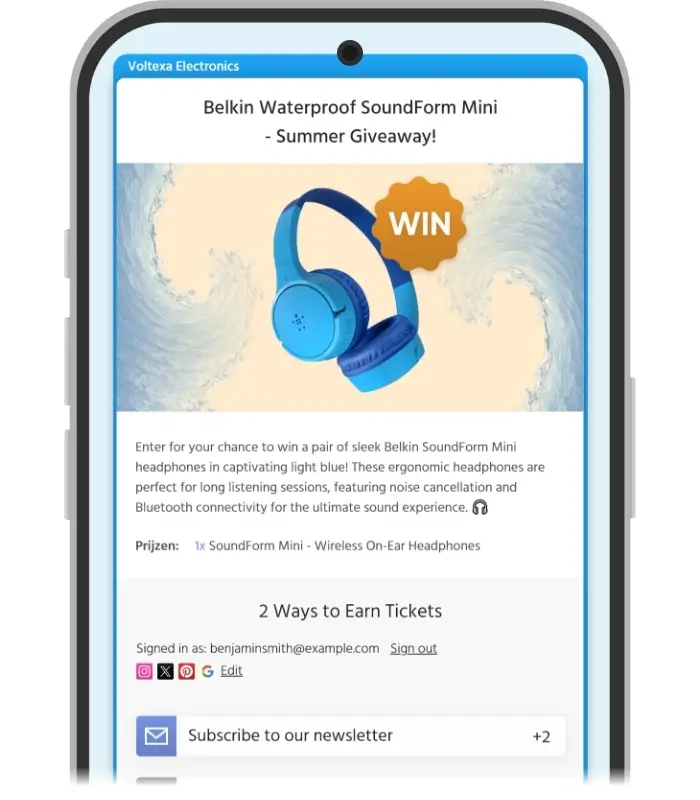 Voltexa Electronics
Belkin Waterproof SoundForm Mini
- Summer Giveaway!
WIN
Enter for your chance to win a pair of sleek Belkin SoundForm Mini
headphones in captivating light blue! These ergonomic headphones are
perfect for long listening sessions, featuring noise cancellation and
Bluetooth connectivity for the ultimate sound experience. 🎧
Prijzen: 1x SoundForm Mini - Wireless On-Ear Headphones
2 Ways to Earn Tickets
Signed in as: benjaminsmith@example.com Sign out
Edit
Subscribe to our newsletter +2